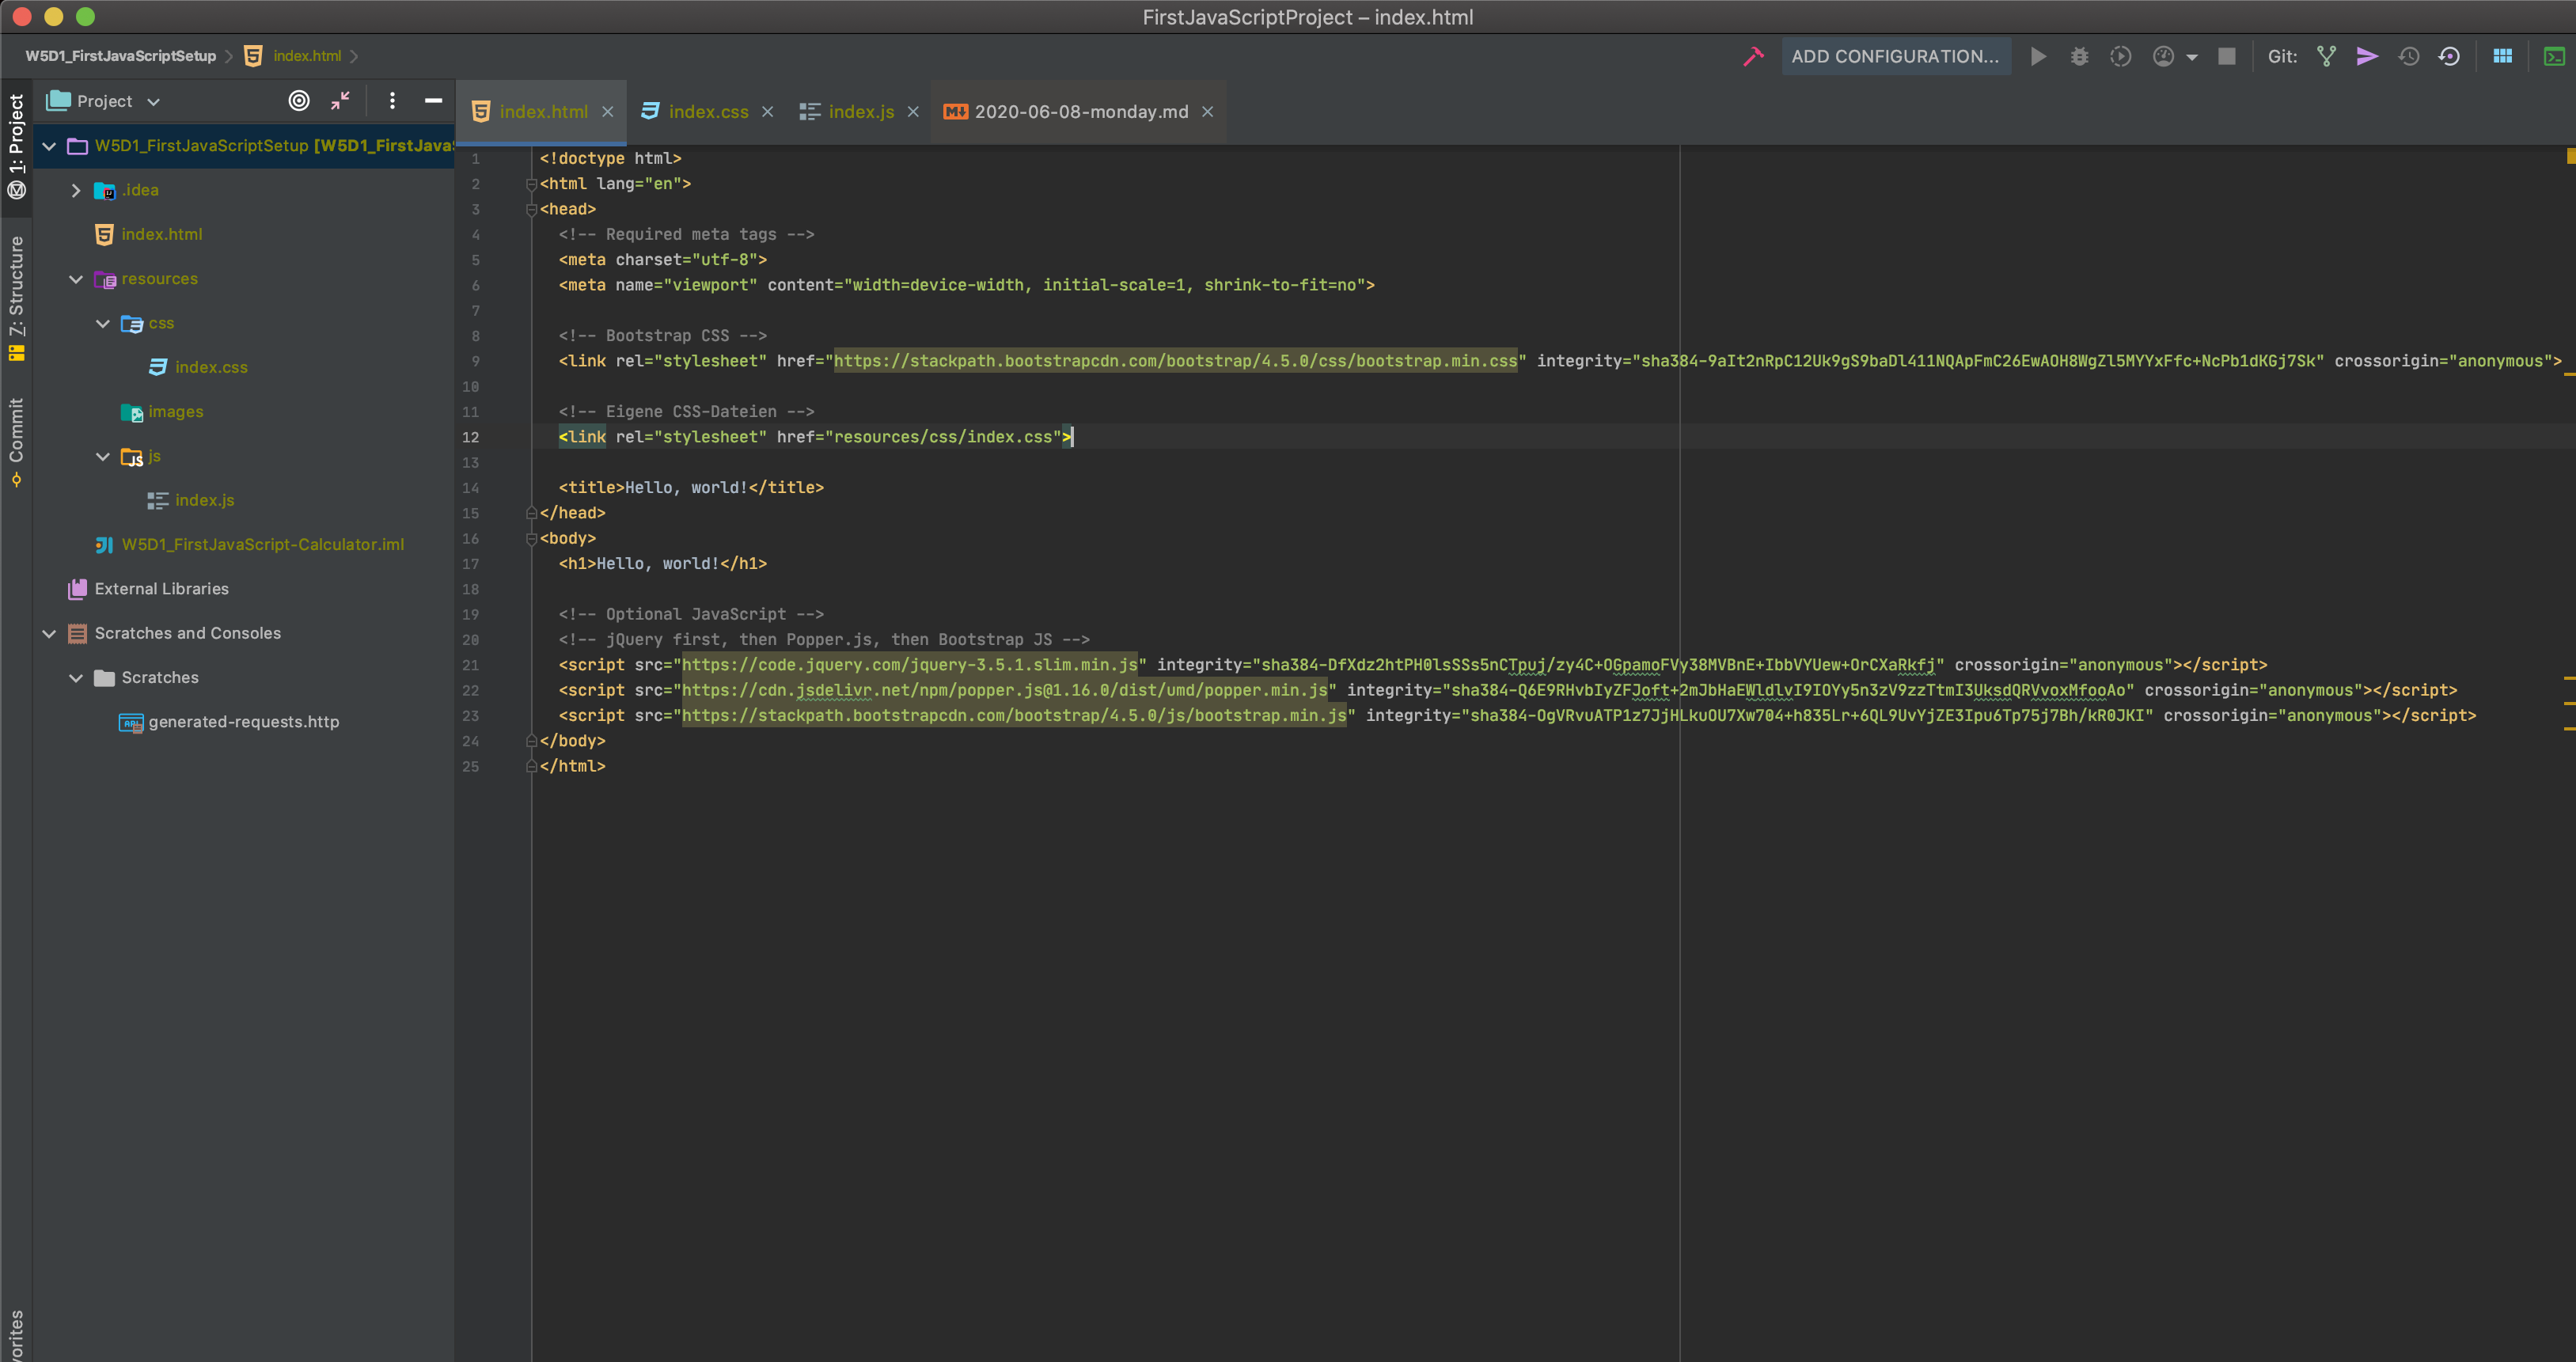 FirstJavaScriptProject – index.html
W5D1_FirstJavaScriptSetup index.html
ADD CONFIGURATION... Git:
Project
index.html index.css index.js 2020-06-08-monday.md
1: Project
7: Structure
Commit
W5D1_FirstJavaScriptSetup
.idea
index.html
resources
css
index.css
images
js
index.js
W5D1_FirstJavaScript-Calculator.iml
External Libraries
Scratches and Consoles
Scratches
generated-requests.http
1 <!doctype html>
2 <html lang="en">
3 <head>
4 <!-- Required meta tags -->
5 <meta charset="utf-8">
6 <meta name="viewport" content="width=device-width, initial-scale=1, shrink-to-fit=no">
7
8 <!-- Bootstrap CSS -->
9 <link rel="stylesheet" href="https://stackpath.bootstrapcdn.com/bootstrap/4.5.0/css/bootstrap.min.css" integrity="sha384-9aIt2nRpC12Uk9gS9baDl411NQApFmC26EwAOH8WgZl5MYYxFfc+NcPb1dKGj7Sk" crossorigin="anonymous">
10
11 <!-- Eigene CSS-Dateien -->
12 <link rel="stylesheet" href="resources/css/index.css">
13
14 <title>Hello, world!</title>
15 </head>
16 <body>
17 <h1>Hello, world!</h1>
18
19 <!-- Optional JavaScript -->
20 <!-- jQuery first, then Popper.js, then Bootstrap JS -->
21 <script src="https://code.jquery.com/jquery-3.5.1.slim.min.js" integrity="sha384-DfXdz2htPH0lsSSs5nCTpuj/zy4C+OGpamoFVy38MVBnE+IbbVYUew+OrCXaRkfj" crossorigin="anonymous"></script>
22 <script src="https://cdn.jsdelivr.net/npm/popper.js@1.16.0/dist/umd/popper.min.js" integrity="sha384-Q6E9RHvbIyZFJoft+2mJbHaEWldlvI9IOYy5n3zV9zzTtmI3UksdQRVvoxMfooAo" crossorigin="anonymous"></script>
23 <script src="https://stackpath.bootstrapcdn.com/bootstrap/4.5.0/js/bootstrap.min.js" integrity="sha384-OgVRvuATP1z7JjHLkuOU7Xw704+h835Lr+6QL9UvYjZE3Ipu6Tp75j7Bh/kR0JKI" crossorigin="anonymous"></script>
24 </body>
25 </html>